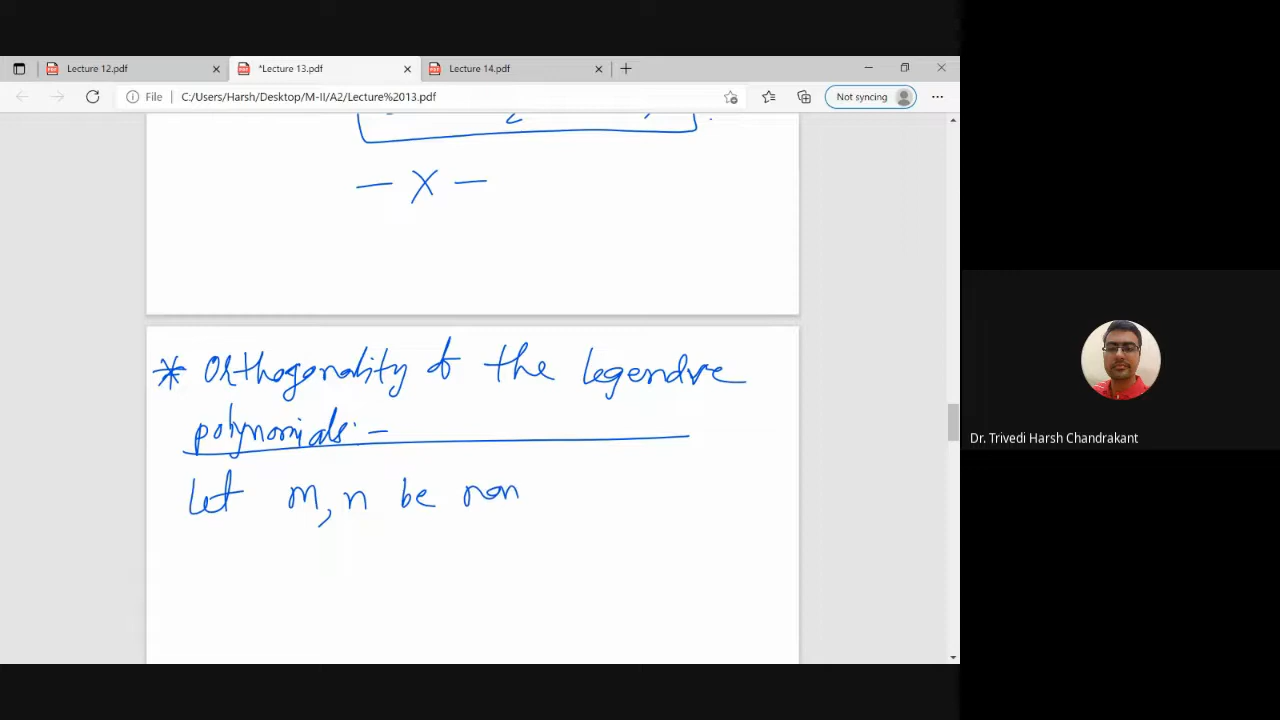 Lecture 12.pdf
*Lecture 13.pdf
Lecture 14.pdf
File
C:/Users/Harsh/Desktop/M-II/A2/Lecture%2013.pdf
Not syncing
— X —
* Orthogonality of the Legendre
polynomials: —
Let m, n be non
Dr. Trivedi Harsh Chandrakant